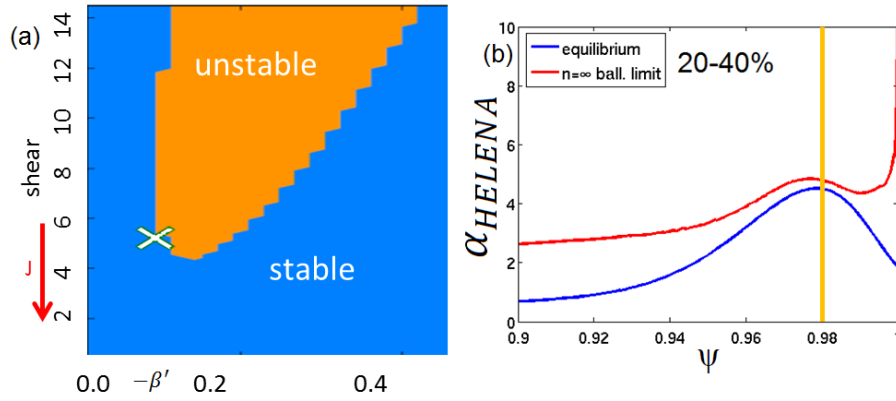 (a)
14
12
10
8
6
4
2
shear
J
unstable
stable
0.0
−β′
0.2
0.4
(b)
10
8
6
4
2
0
α_HELENA
equilibrium
n=∞ ball. limit
20-40%
0.9
0.92
0.94
0.96
0.98
ψ